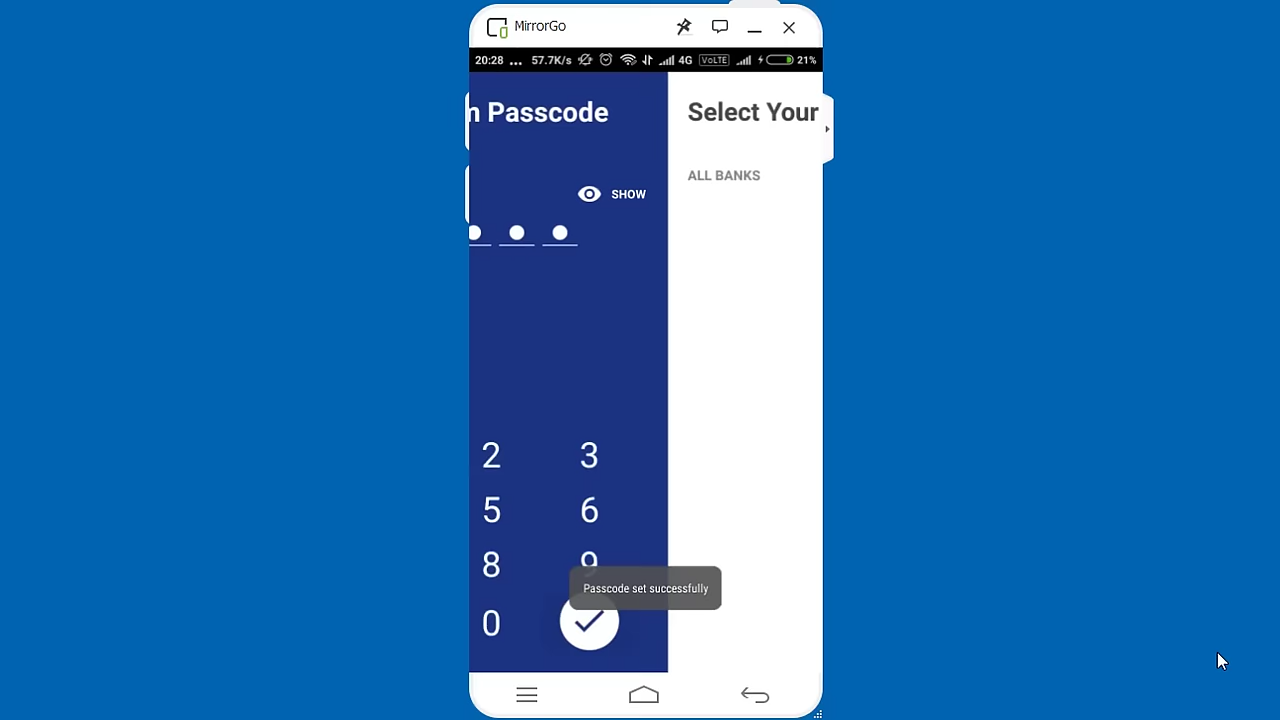 MirrorGo
20:28 ... 57.7K/s 4G VoLTE 21%
n Passcode
Select Your
ALL BANKS
SHOW
2 3
5 6
8 9
0
Passcode set successfully